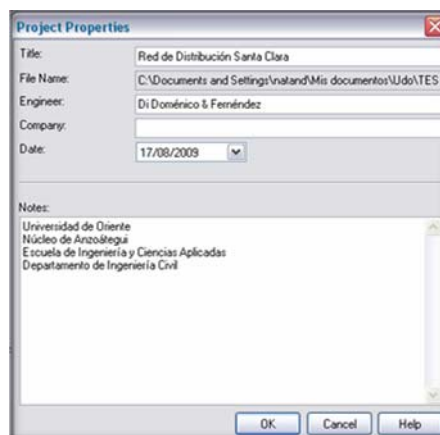 Project Properties
Title: Red de Distribución Santa Clara
File Name: C:\Documents and Settings\natand\Mis documentos\Udo\TES
Engineer: Di Doménico & Fernéndez
Company:
Date: 17/08/2009
Notes:
Universidad de Oriente
Núcleo de Anzoátegui
Escuela de Ingeniería y Ciencias Aplicadas
Departamento de Ingeniería Civil
OK Cancel Help